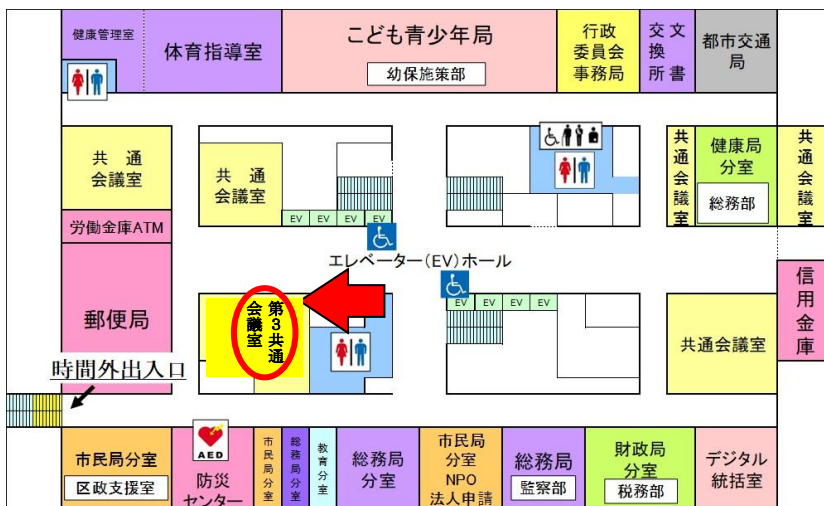 健康管理室
体育指導室
こども青少年局
幼保施策部
行政
委員会
事務局
交換所
文書
都市交通
局
共通
会議室
共通
会議室
共通会議室
健康局
分室
総務部
共通会議室
労働金庫ATM
EV EV EV EV
エレベーター(EV)ホール
郵便局
第3共通
会議室
EV EV EV EV
共通会議室
信用金庫
時間外出入口
市民局分室
区政支援室
AED
防災
センター
市民局分室
総務局分室
教育分室
総務局
分室
市民局
分室
NPO
法人申請
総務局
監察部
財政局
分室
税務部
デジタル
統括室